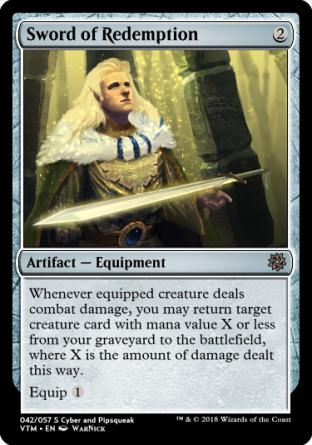 Sword of Redemption 2
Artifact — Equipment
Whenever equipped creature deals
combat damage, you may return target
creature card with mana value X or less
from your graveyard to the battlefield,
where X is the amount of damage dealt
this way.
Equip 1
042/057 S Cyber and Pipsqueak
VTM • EN WarNick
™ & © 2018 Wizards of the Coast